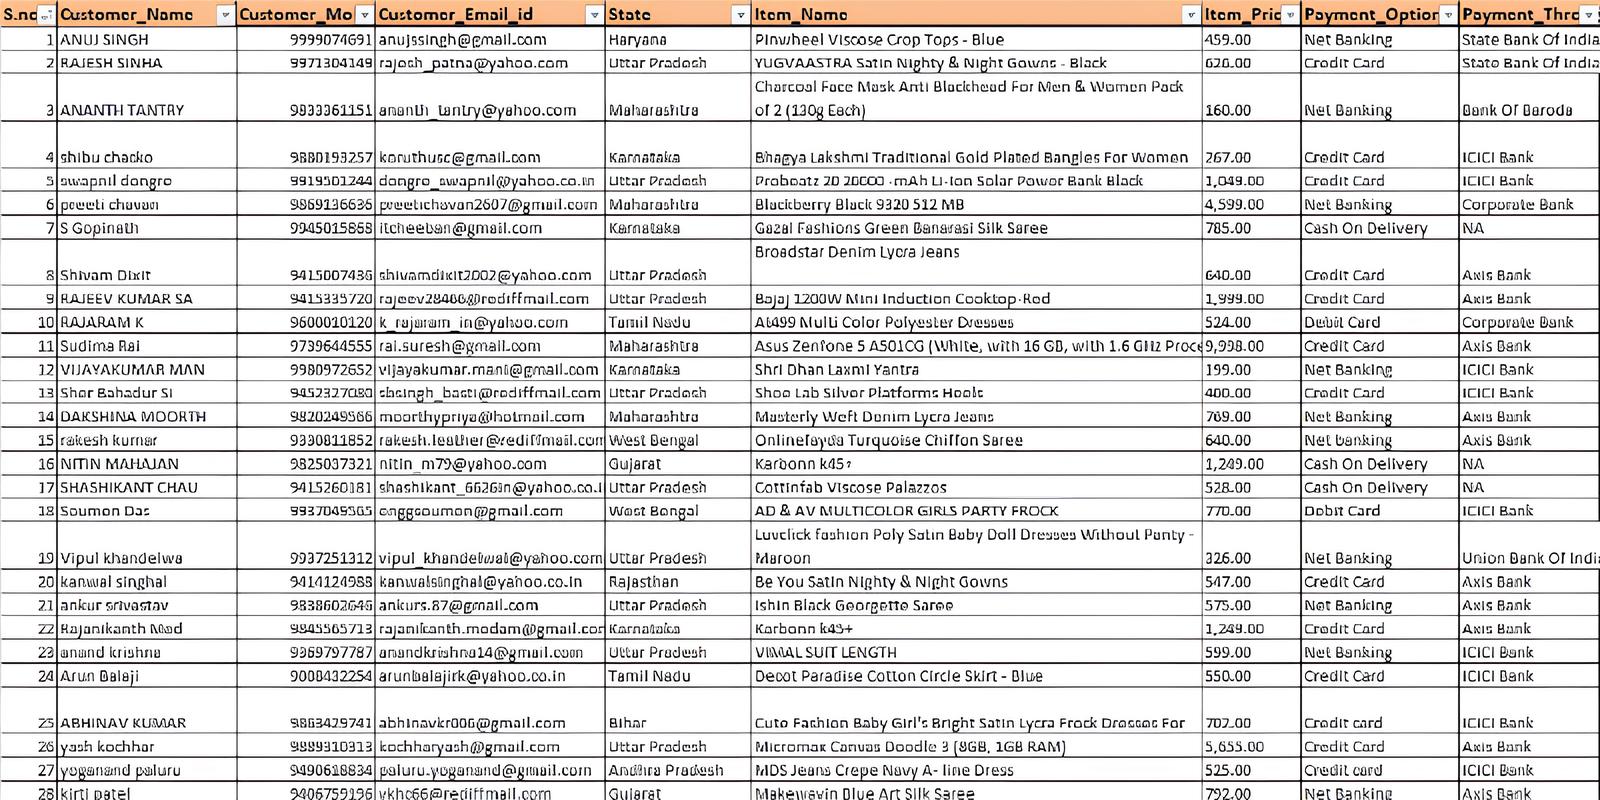 S.no Customer_Name Customer_Mo Customer_Email_id State Item_Name Item_Pric Payment_Option Payment_Thro
1 ANUJ SINGH 9999074691 anujssingh@gmail.com Haryana Pinwheel Viscose Crop Tops - Blue 459.00 Net Banking State Bank Of India
2 RAJESH SINHA 9971304149 rajesh_patna@yahoo.com Uttar Pradesh YUGVAASTRA Satin Nighty & Night Gowns - Black 626.00 Credit Card State Bank Of India
Charcoal Face Mask Anti Blackhead For Men & Women Pack
3 ANANTH TANTRY 9833361151 ananth_tantry@yahoo.com Maharashtra of 2 (130g Each) 160.00 Net Banking Bank Of Baroda
4 shibu chacko 9880193257 koruthusc@gmail.com Karnataka Bhagya Lakshmi Traditional Gold Plated Bangles For Women 267.00 Credit Card ICICI Bank
5 swapnil dongre 9919501244 dongre_swapnil@yahoo.co.in Uttar Pradesh Probeatz 20 20000 -mAh Li-Ion Solar Power Bank Black 1,049.00 Credit Card ICICI Bank
6 preeti chavan 9869136636 preetichavan2607@gmail.com Maharashtra Blackberry Black 9320 512 MB 4,599.00 Net Banking Corporate Bank
7 S Gopinath 9945015868 itcheeban@gmail.com Karnataka Gazal Fashions Green Banarasi Silk Saree 785.00 Cash On Delivery NA
Broadstar Denim Lycra Jeans
8 Shivam Dixit 9415007436 shivamdixit2002@yahoo.com Uttar Pradesh 640.00 Credit Card Axis Bank
9 RAJEEV KUMAR SA 9415335720 Uttar Pradesh Bajaj 1200W Mini Induction Cooktop-Red 1,999.00 Credit Card Axis Bank
10 RAJARAM K 9600010120 k_rajaram_in@yahoo.com Tamil Nadu At499 Multi Color Polyester Dresses 524.00 Debit Card Corporate Bank
11 Sudima Rai 9739644555 rai.suresh@gmail.com Maharashtra Asus Zenfone 5 A501CG (White, with 16 GB, with 1.6 GHz Proce 9,998.00 Credit Card Axis Bank
12 VIJAYAKUMAR MAN 9980972652 vijayakumar.mani@gmail.com Karnataka Shri Dhan Laxmi Yantra 199.00 Net Banking ICICI Bank
13 Sher Bahadur Si sbsingh_basti@rediffmail.com Uttar Pradesh Shoe Lab Silver Platforms Heels 400.00 Credit Card ICICI Bank
14 DAKSHINA MOORTH 9820249566 moorthypriya@hotmail.com Maharashtra Masterly Weft Denim Lycra Jeans 769.00 Net Banking Axis Bank
15 rakesh kumar 9330811852 rakesh.leather@rediffmail.com West Bengal Onlinefayda Turquoise Chiffon Saree 640.00 Net banking Axis Bank
16 NITIN MAHAJAN 9825037321 nitin_m79@yahoo.com Gujarat Karbonn 1,249.00 Cash On Delivery NA
17 SHASHIKANT CHAU 9415260181 shashikant_6626in@yahoo.co.i Uttar Pradesh Cottinfab Viscose Palazzos 528.00 Cash On Delivery NA
18 Soumen Das 9937049565 West Bengal AD & AV MULTICOLOR GIRLS PARTY FROCK 770.00 Debit Card ICICI Bank
Luvclick fashion Poly Satin Baby Doll Dresses Without Panty -
19 Vipul khandelwa 9937251312 vipul_khandelwal@yahoo.com Uttar Pradesh Maroon 326.00 Net Banking Union Bank Of India
20 kanwal singhal 9414124988 kanwalsinghal@yahoo.co.in Rajasthan Be You Satin Nighty & Night Gowns 547.00 Credit Card Axis Bank
21 ankur srivastav 9838602646 ankurs.87@gmail.com Uttar Pradesh Ishin Black Georgette Saree 575.00 Net Banking Axis Bank
22 Rajanikanth Mad 9845565713 rajanikanth.madam@gmail.cor Karnataka Karbonn k45+ 1,249.00 Credit Card Axis Bank
23 anand krishna 9369797787 anandkrishna14@gmail.com Uttar Pradesh VIMAL SUIT LENGTH 599.00 Net Banking ICICI Bank
24 Arun Balaji 9008432254 arunbalajirk@yahoo.co.in Tamil Nadu Decot Paradise Cotton Circle Skirt - Blue 550.00 Credit Card ICICI Bank
25 ABHINAV KUMAR 9863429741 abhinavkr006@gmail.com Bihar Cute Fashion Baby Girl's Bright Satin Lycra Frock Dresses For 702.00 Credit card ICICI Bank
26 yash kochhar 9889310313 kochharyash@gmail.com Uttar Pradesh Micromax Canvas Doodle 3 (8GB, 1GB RAM) 5,655.00 Credit Card Axis Bank
27 yoganand paluru 9490618834 paluru.yoganand@gmail.com Andhra Pradesh MDS Jeans Crepe Navy A- line Dress 525.00 Credit card ICICI Bank
28 kirti patel 9406759196 vkhc66@rediffmail.com Gujarat Makewavin Blue Art Silk Saree 792.00 Net Banking ICICI Bank